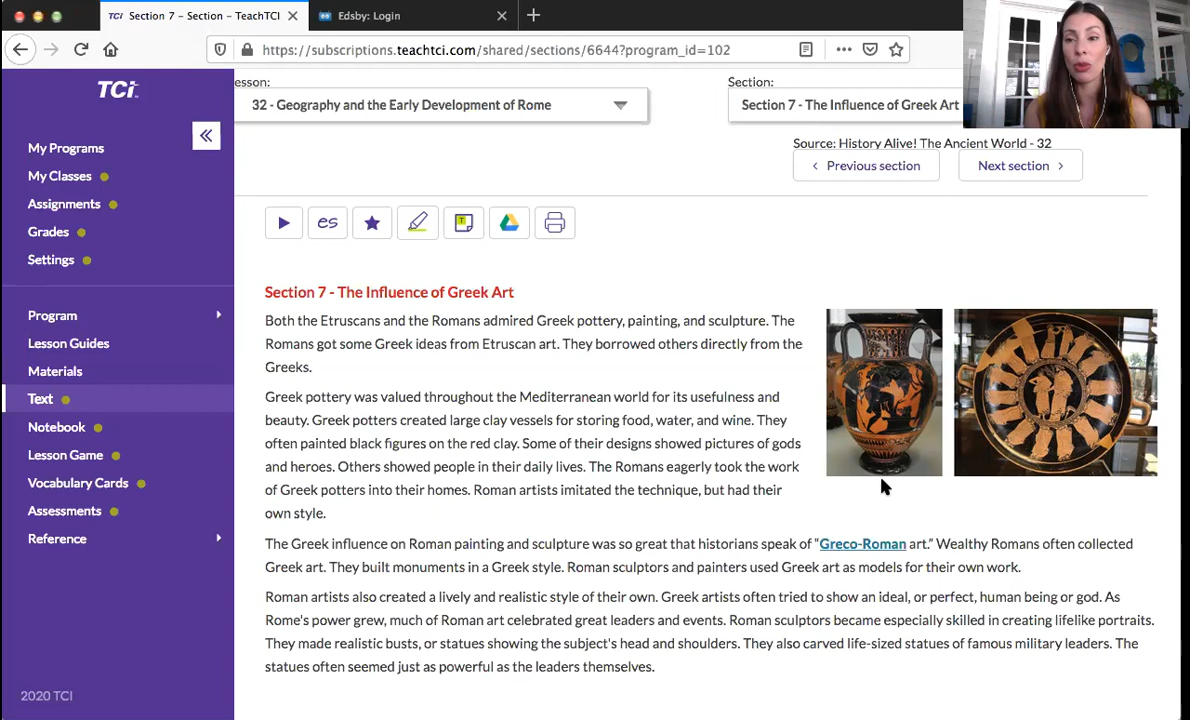 TCi Section 7 – Section – TeachTCI
Edsby: Login
https://subscriptions.teachtci.com/shared/sections/6644?program_id=102
TCi
My Programs
My Classes
Assignments
Grades
Settings
Program
Lesson Guides
Materials
Text
Notebook
Lesson Game
Vocabulary Cards
Assessments
Reference
2020 TCI
esson:
32 - Geography and the Early Development of Rome
Section:
Section 7 - The Influence of Greek Art
Source: History Alive! The Ancient World - 32
Previous section
Next section
es
T
Section 7 - The Influence of Greek Art
Both the Etruscans and the Romans admired Greek pottery, painting, and sculpture. The
Romans got some Greek ideas from Etruscan art. They borrowed others directly from the
Greeks.
Greek pottery was valued throughout the Mediterranean world for its usefulness and
beauty. Greek potters created large clay vessels for storing food, water, and wine. They
often painted black figures on the red clay. Some of their designs showed pictures of gods
and heroes. Others showed people in their daily lives. The Romans eagerly took the work
of Greek potters into their homes. Roman artists imitated the technique, but had their
own style.
The Greek influence on Roman painting and sculpture was so great that historians speak of “Greco-Roman art.” Wealthy Romans often collected
Greek art. They built monuments in a Greek style. Roman sculptors and painters used Greek art as models for their own work.
Roman artists also created a lively and realistic style of their own. Greek artists often tried to show an ideal, or perfect, human being or god. As
Rome's power grew, much of Roman art celebrated great leaders and events. Roman sculptors became especially skilled in creating lifelike portraits.
They made realistic busts, or statues showing the subject's head and shoulders. They also carved life-sized statues of famous military leaders. The
statues often seemed just as powerful as the leaders themselves.